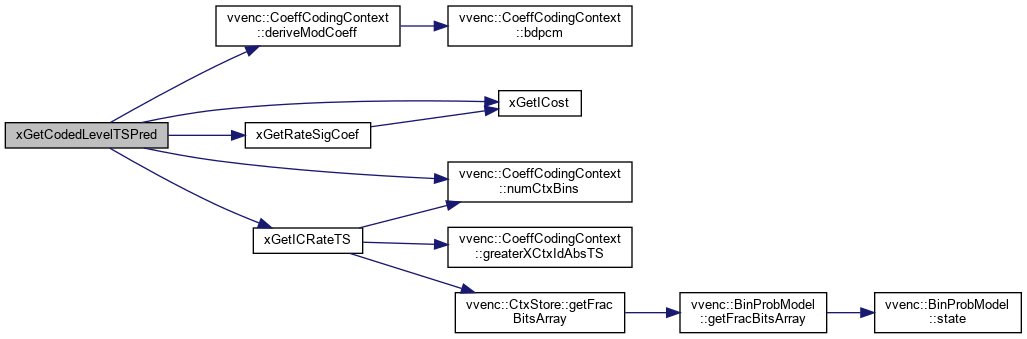 vvenc::CoeffCodingContext
::deriveModCoeff
vvenc::CoeffCodingContext
::bdpcm
xGetICost
xGetCodedLevelTSPred
xGetRateSigCoef
vvenc::CoeffCodingContext
::numCtxBins
xGetICRateTS
vvenc::CoeffCodingContext
::greaterXCtxIdAbsTS
vvenc::CtxStore::getFrac
BitsArray
vvenc::BinProbModel
::getFracBitsArray
vvenc::BinProbModel
::state